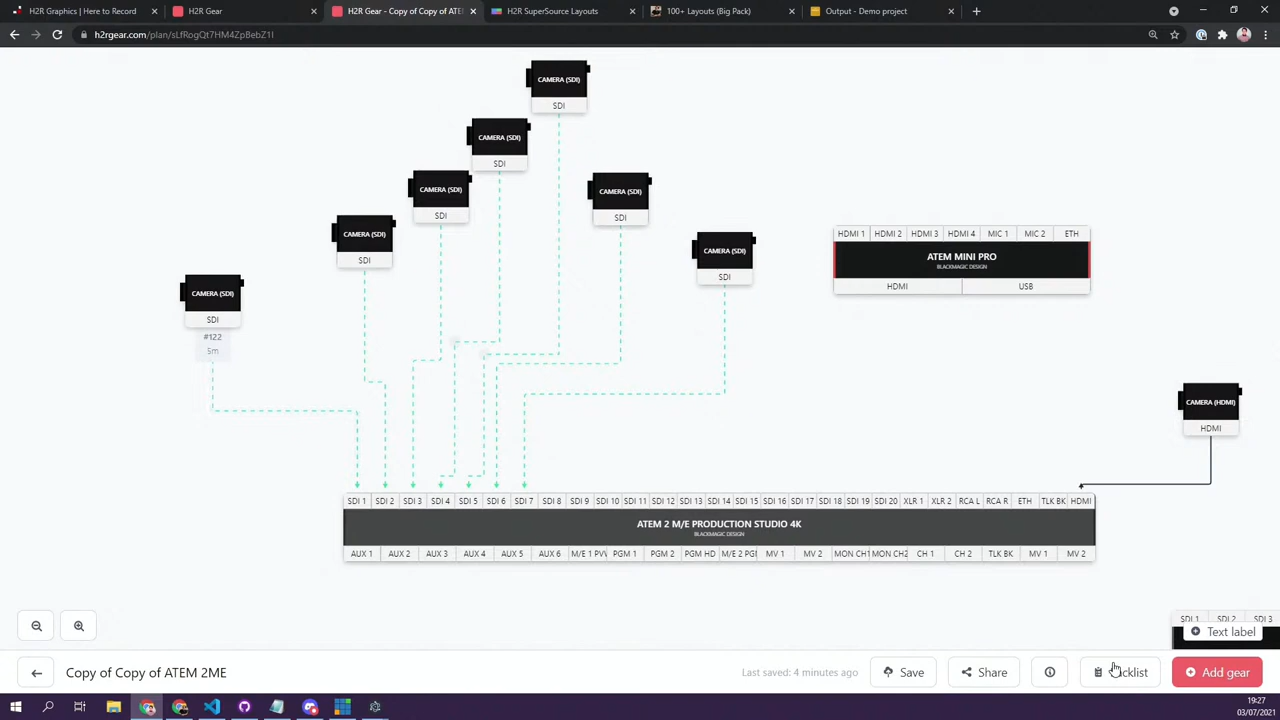 H2R Graphics | Here to Record
H2R Gear
H2R Gear - Copy of Copy of ATEM
H2R SuperSource Layouts
100+ Layouts (Big Pack)
Output - Demo project
CAMERA (SDI)
SDI
CAMERA (SDI)
SDI
CAMERA (SDI)
SDI
CAMERA (SDI)
SDI
CAMERA (SDI)
SDI
CAMERA (SDI)
SDI
CAMERA (SDI)
SDI
#122
5m
HDMI 1 HDMI 2 HDMI 3 HDMI 4 MIC 1 MIC 2 ETH
ATEM MINI PRO
BLACKMAGIC DESIGN
HDMI USB
CAMERA (HDMI)
HDMI
SDI 1 SDI 2 SDI 3 SDI 4 SDI 5 SDI 6 SDI 7 SDI 8 SDI 9 SDI 10 SDI 11 SDI 12 SDI 13 SDI 14 SDI 15 SDI 16 SDI 17 SDI 18 SDI 19 SDI 20 XLR 1 XLR 2 RCA L RCA R ETH TLK BK HDMI
ATEM 2 M/E PRODUCTION STUDIO 4K
BLACKMAGIC DESIGN
AUX 1 AUX 2 AUX 3 AUX 4 AUX 5 AUX 6 M/E 1 PVW PGM 1 PGM 2 PGM HD M/E 2 PG MV 1 MV 2 MON CH1 MON CH2 CH 1 CH 2 TLK BK MV 1 MV 2
SDI 1 SDI 2 SDI 3
Text label
Copy of Copy of ATEM 2ME
Last saved: 4 minutes ago
Save
Share
Add gear
19:27
03/07/2021